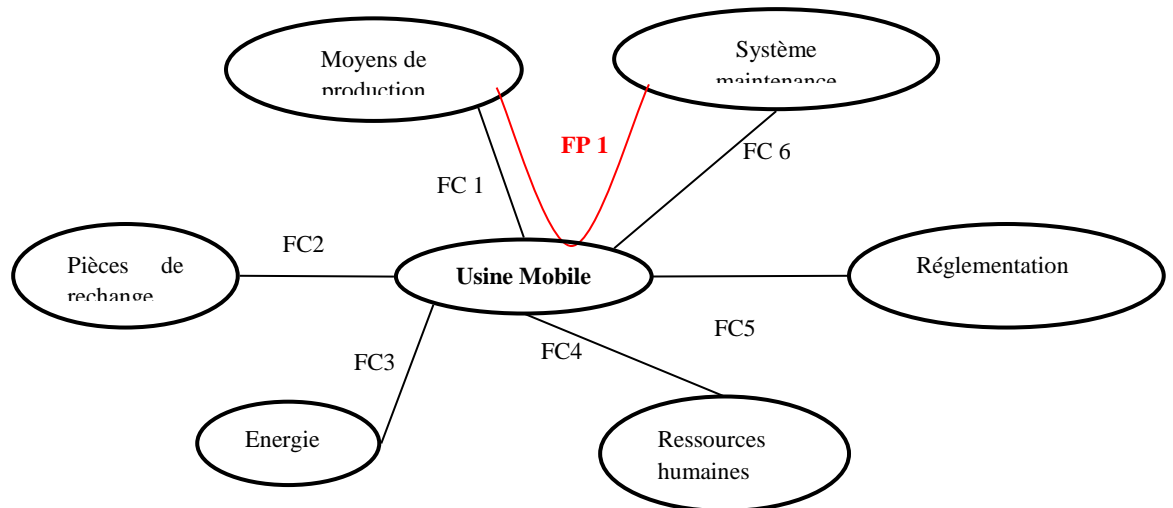 Moyens de
production
Système
maintenance
FP 1
FC 6
FC 1
FC2
Pièces de
rechange
Usine Mobile
Réglementation
FC5
FC4
FC3
Energie
Ressources
humaines